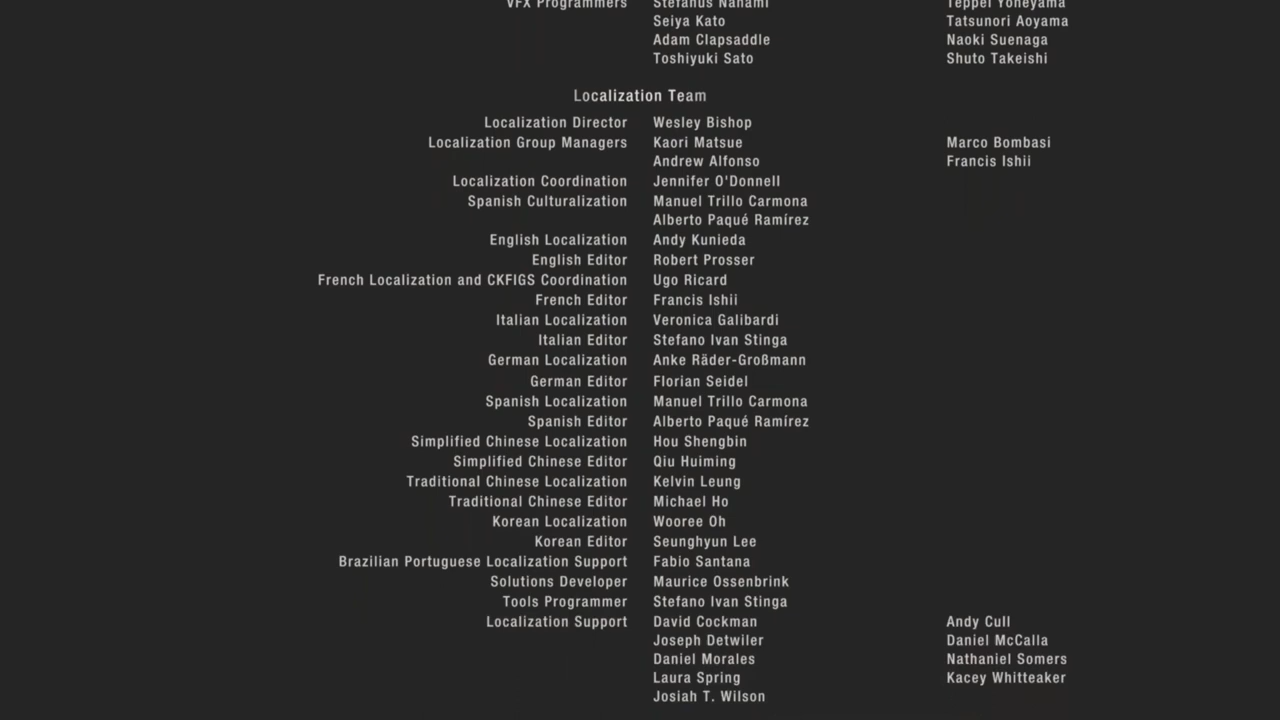 VFX Programmers Stefanus Nanami Teppei Yoneyama
Seiya Kato Tatsunori Aoyama
Adam Clapsaddle Naoki Suenaga
Toshiyuki Sato Shuto Takeishi
Localization Team
Localization Director Wesley Bishop
Localization Group Managers Kaori Matsue Marco Bombasi
Andrew Alfonso Francis Ishii
Localization Coordination Jennifer O'Donnell
Spanish Culturalization Manuel Trillo Carmona
Alberto Paqué Ramírez
English Localization Andy Kunieda
English Editor Robert Prosser
French Localization and CKFIGS Coordination Ugo Ricard
French Editor Francis Ishii
Italian Localization Veronica Galibardi
Italian Editor Stefano Ivan Stinga
German Localization Anke Räder-Großmann
German Editor Florian Seidel
Spanish Localization Manuel Trillo Carmona
Spanish Editor Alberto Paqué Ramírez
Simplified Chinese Localization Hou Shengbin
Simplified Chinese Editor Qiu Huiming
Traditional Chinese Localization Kelvin Leung
Traditional Chinese Editor Michael Ho
Korean Localization Wooree Oh
Korean Editor Seunghyun Lee
Brazilian Portuguese Localization Support Fabio Santana
Solutions Developer Maurice Ossenbrink
Tools Programmer Stefano Ivan Stinga
Localization Support David Cockman Andy Cull
Joseph Detwiler Daniel McCalla
Daniel Morales Nathaniel Somers
Laura Spring Kacey Whitteaker
Josiah T. Wilson